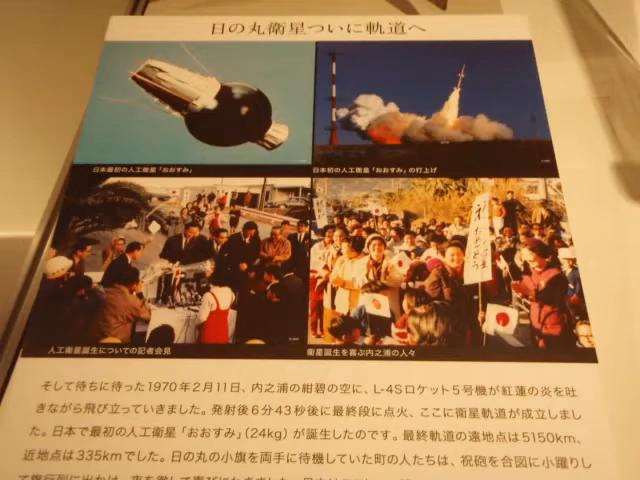 日の丸衛星ついに軌道へ
日本最初の人工衛星「おおすみ」
日本初の人工衛星「おおすみ」の打上げ
人工衛星誕生についての記者会見
衛星誕生を喜ぶ内之浦の人々
そして待ちに待った1970年2月11日、内之浦の紺碧の空に、L-4Sロケット5号機が紅蓮の炎を吐
きながら飛び立っていきました。発射後6分43秒後に最終段に点火、ここに衛星軌道が成立しまし
た。日本で最初の人工衛星「おおすみ」（24kg）が誕生したのです。最終軌道の遠地点は5150km、
近地点は335kmでした。日の丸の小旗を両手に待機していた町の人たちは、祝砲を合図に小躍りし